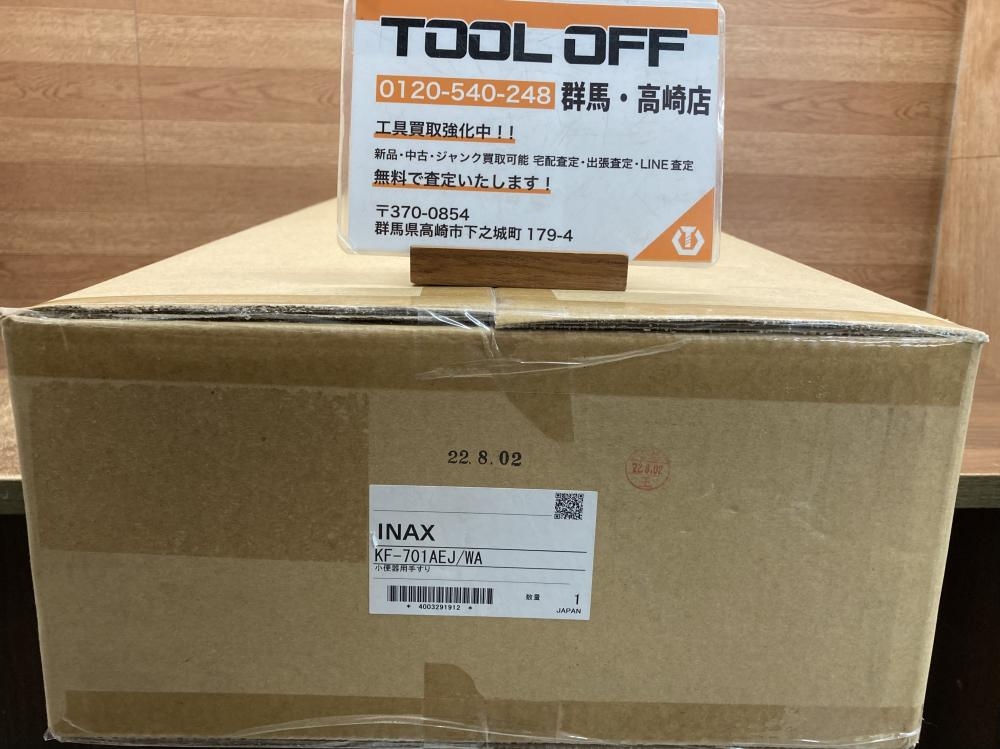 TOOL OFF
0120-540-248 群馬・高崎店
工具買取強化中!!
新品・中古・ジャンク買取可能 宅配査定・出張査定・LINE査定
無料で査定いたします!
〒370-0854
群馬県高崎市下之城町 179-4
22.8.02
22.8.02
INAX
KF-701AEJ/WA
小便器用手すり
数量 1
* 4003291912 *
JAPAN